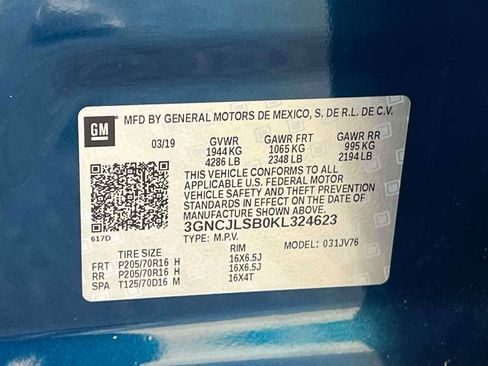 MFD BY GENERAL MOTORS DE MEXICO, S. DE R.L. DE C.V.
GM
03/19 GVWR GAWR FRT GAWR RR
1944 KG 1065 KG 995 KG
4286 LB 2348 LB 2194 LB
THIS VEHICLE CONFORMS TO ALL
APPLICABLE U.S. FEDERAL MOTOR
VEHICLE SAFETY AND THEFT PREVENTION
STANDARDS IN EFFECT ON THE DATE
OF MANUFACTURE SHOWN ABOVE.
3GNCJLSB0KL324623
617D
TYPE: M.P.V. MODEL: 031JV76
TIRE SIZE RIM
FRT P205/70R16 H 16X6.5J
RR P205/70R16 H 16X6.5J
SPA T125/70D16 M 16X4T